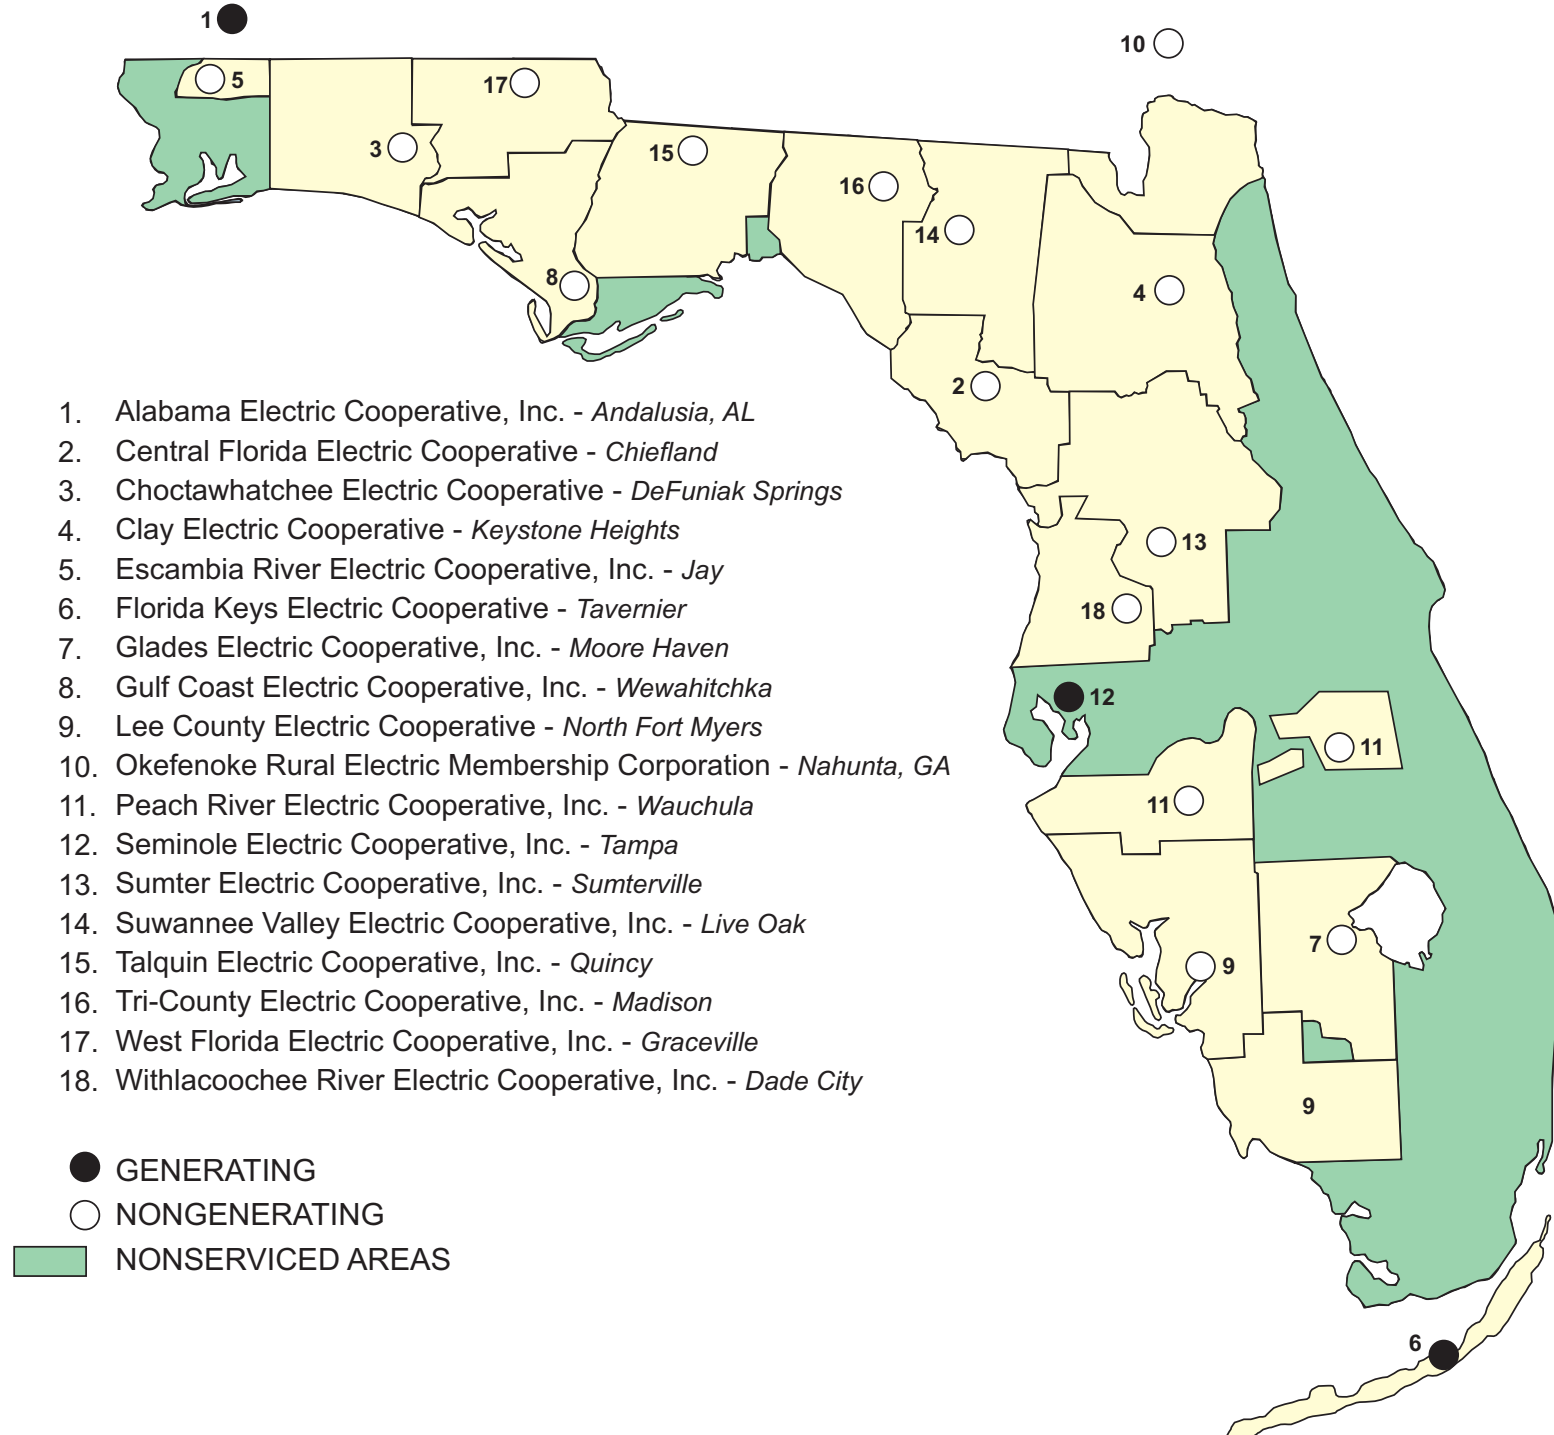 1
10
5
17
3
15
16
14
8
4
2
1. Alabama Electric Cooperative, Inc. - Andalusia, AL
2. Central Florida Electric Cooperative - Chiefland
3. Choctawhatchee Electric Cooperative - DeFuniak Springs
4. Clay Electric Cooperative - Keystone Heights
5. Escambia River Electric Cooperative, Inc. - Jay
6. Florida Keys Electric Cooperative - Tavernier
7. Glades Electric Cooperative, Inc. - Moore Haven
8. Gulf Coast Electric Cooperative, Inc. - Wewahitchka
9. Lee County Electric Cooperative - North Fort Myers
10. Okefenoke Rural Electric Membership Corporation - Nahunta, GA
11. Peach River Electric Cooperative, Inc. - Wauchula
12. Seminole Electric Cooperative, Inc. - Tampa
13. Sumter Electric Cooperative, Inc. - Sumterville
14. Suwannee Valley Electric Cooperative, Inc. - Live Oak
15. Talquin Electric Cooperative, Inc. - Quincy
16. Tri-County Electric Cooperative, Inc. - Madison
17. West Florida Electric Cooperative, Inc. - Graceville
18. Withlacoochee River Electric Cooperative, Inc. - Dade City
13
18
12
11
11
7
9
9
GENERATING
NONGENERATING
NONSERVICED AREAS
6